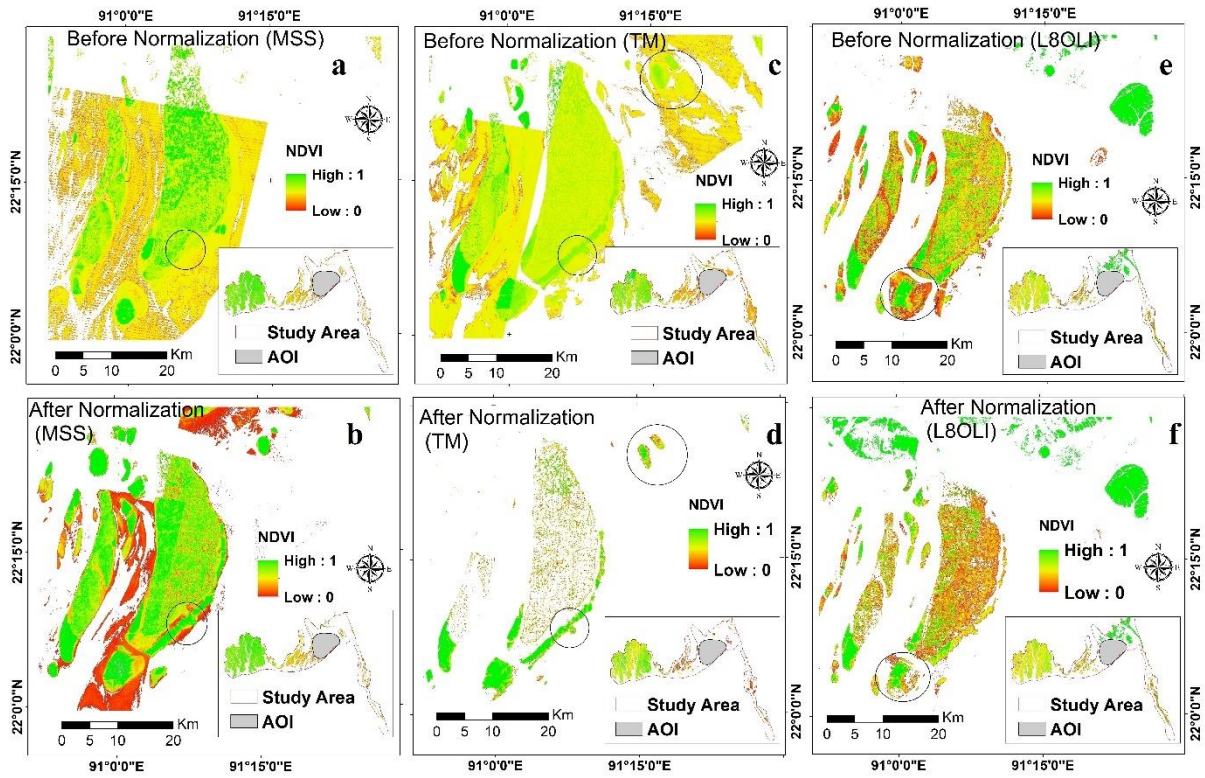 91°0'0"E 91°15'0"E 91°0'0"E 91°15'0"E 91°0'0"E 91°15'0"E
Before Normalization (MSS)
a
N
W E
S
NDVI
High : 1
Low : 0
Study Area
AOI
Km
0 5 10 20
22°15'0"N
22°0'0"N
Before Normalization (TM)
c
N
W E
S
NDVI
High : 1
Low : 0
Study Area
AOI
Km
0 5 10 20
Before Normalization (L8OLI)
e
N
W E
S
NDVI
High : 1
Low : 0
Study Area
AOI
Km
0 5 10 20
22°15'0"N
22°0'0"N
After Normalization
(MSS)
b
N
W E
S
NDVI
High : 1
Low : 0
Study Area
AOI
Km
0 5 10 20
22°15'0"N
22°0'0"N
After Normalization
(TM)
d
N
W E
S
NDVI
High : 1
Low : 0
Study Area
AOI
Km
0 5 10 20
After Normalization
(L8OLI)
f
N
W E
S
NDVI
High : 1
Low : 0
Study Area
AOI
Km
0 5 10 20
22°15'0"N
22°0'0"N
91°0'0"E 91°15'0"E 91°0'0"E 91°15'0"E 91°0'0"E 91°15'0"E